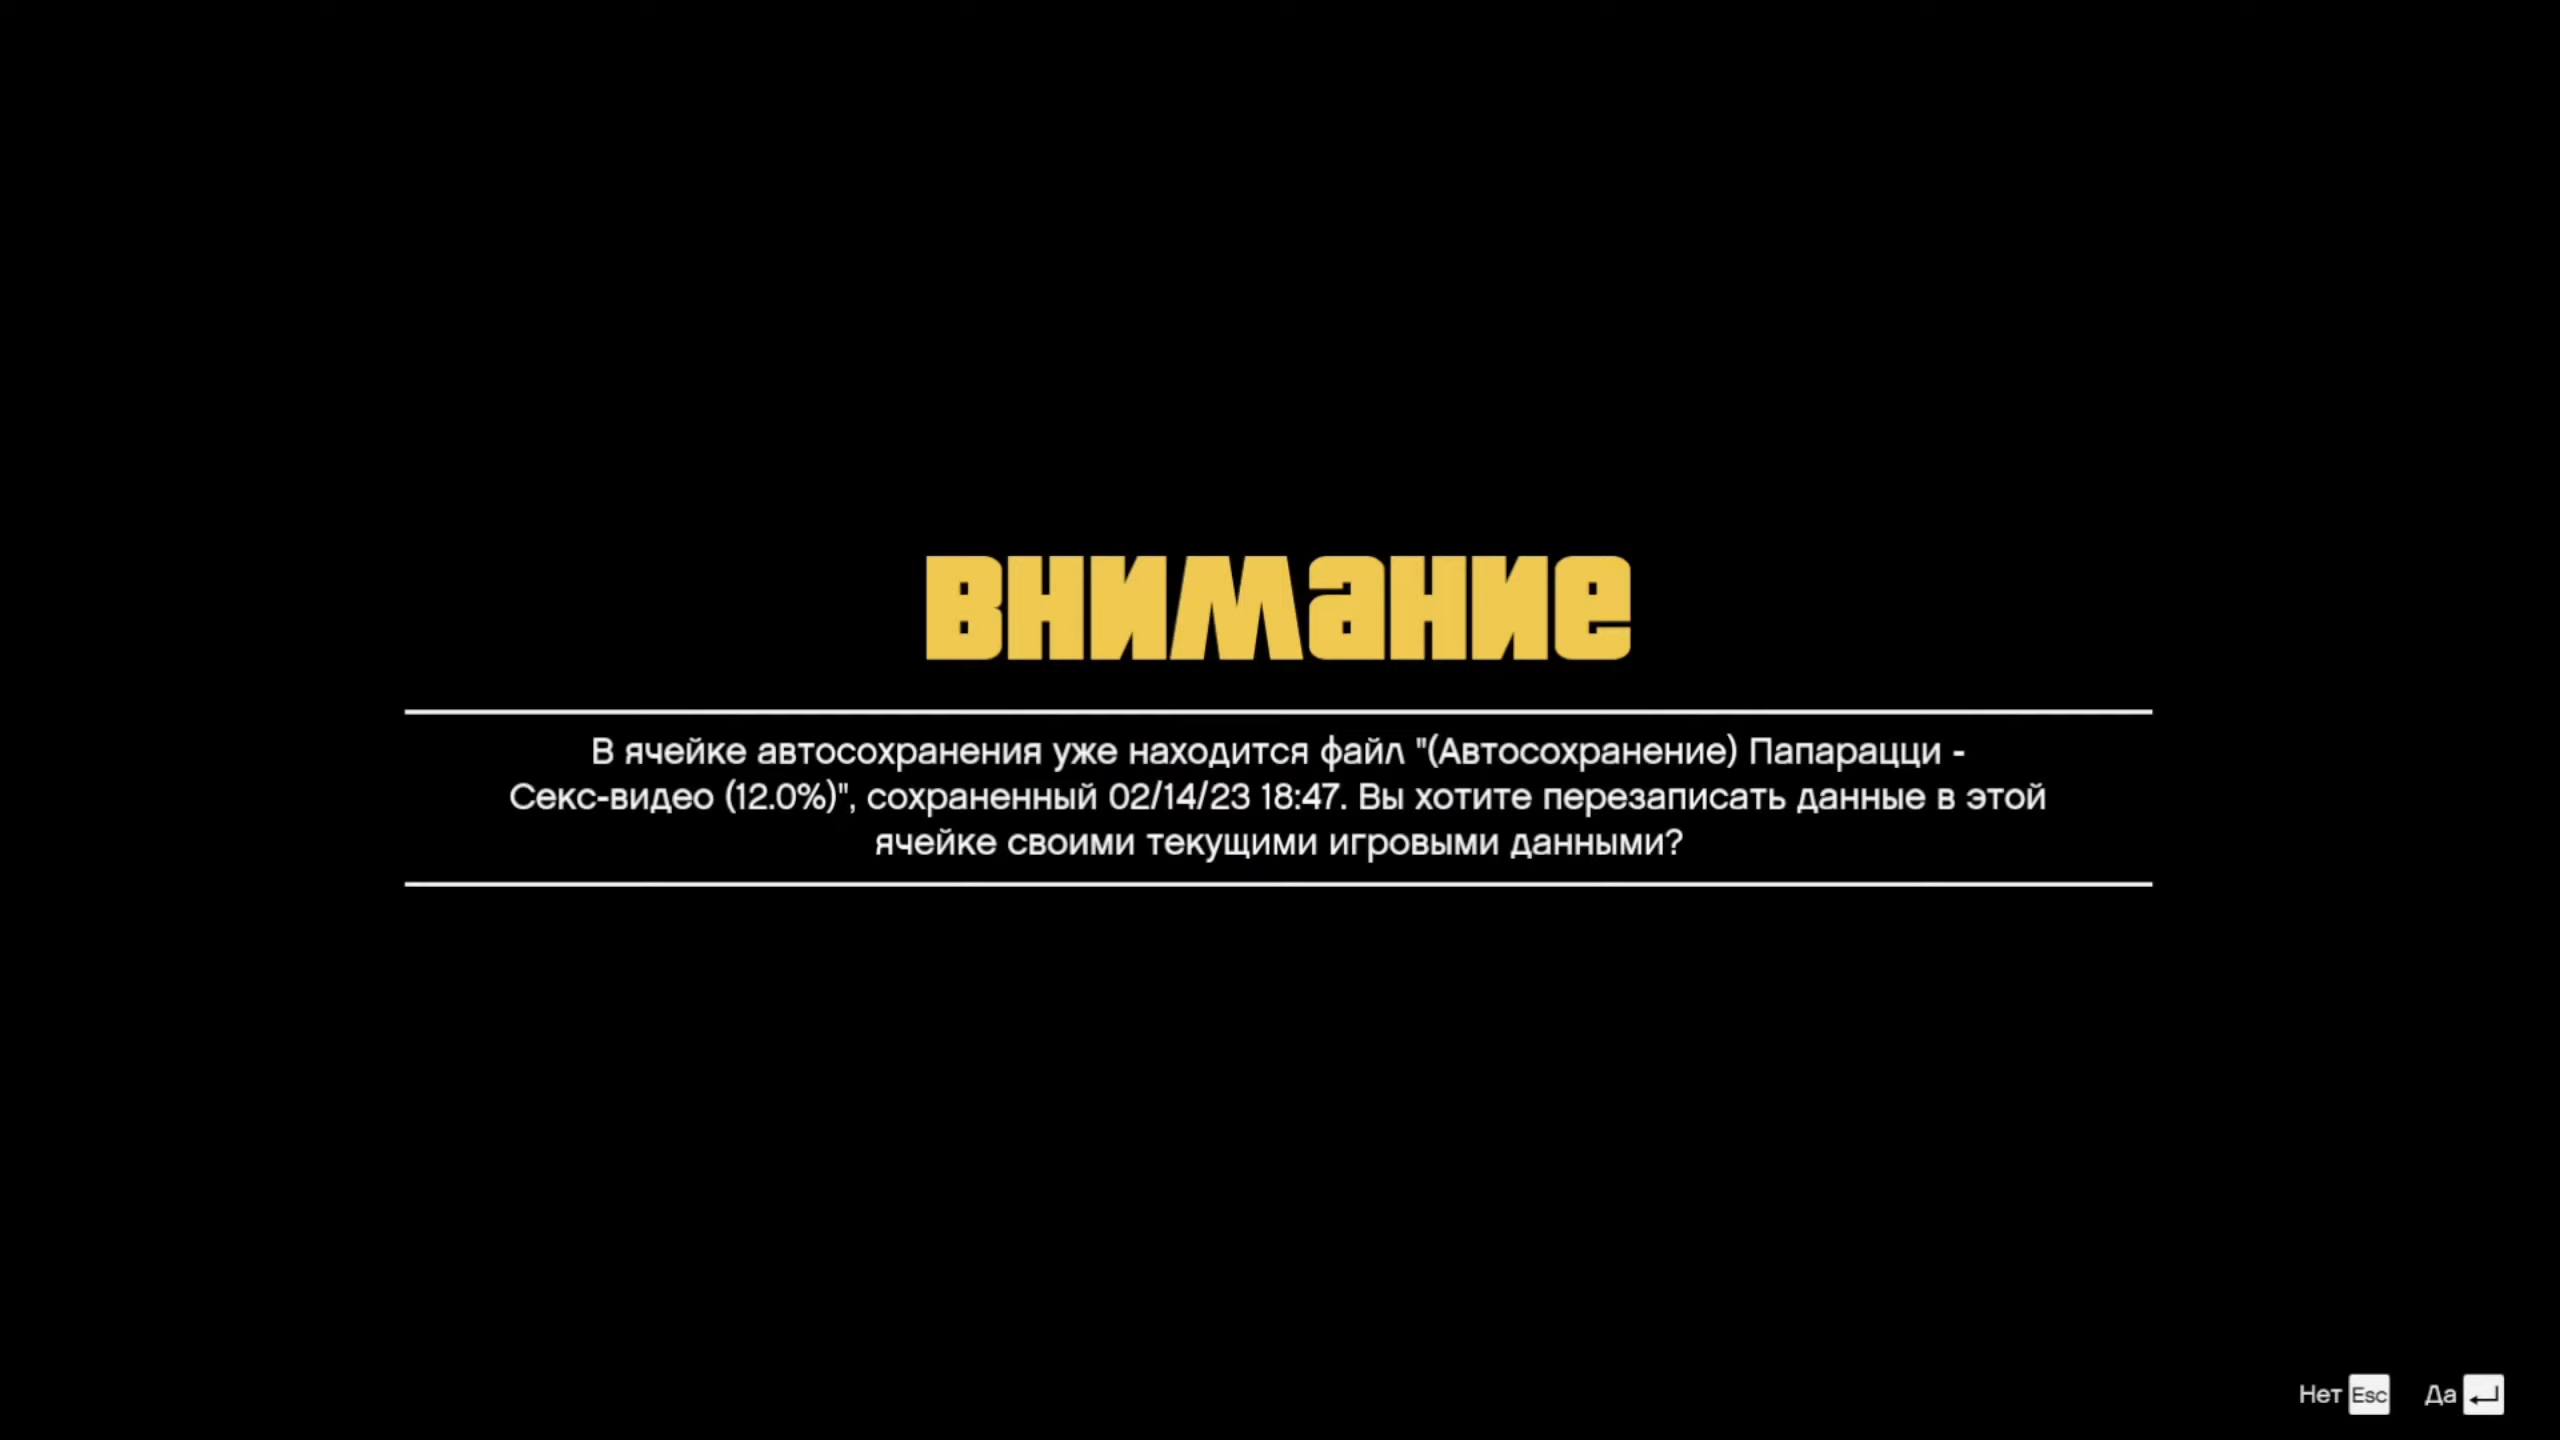 внимание
В ячейке автосохранения уже находится файл "(Автосохранение) Папарацци -
Секс-видео (12.0%)", сохраненный 02/14/23 18:47. Вы хотите перезаписать данные в этой
ячейке своими текущими игровыми данными?
Нет Esc Да